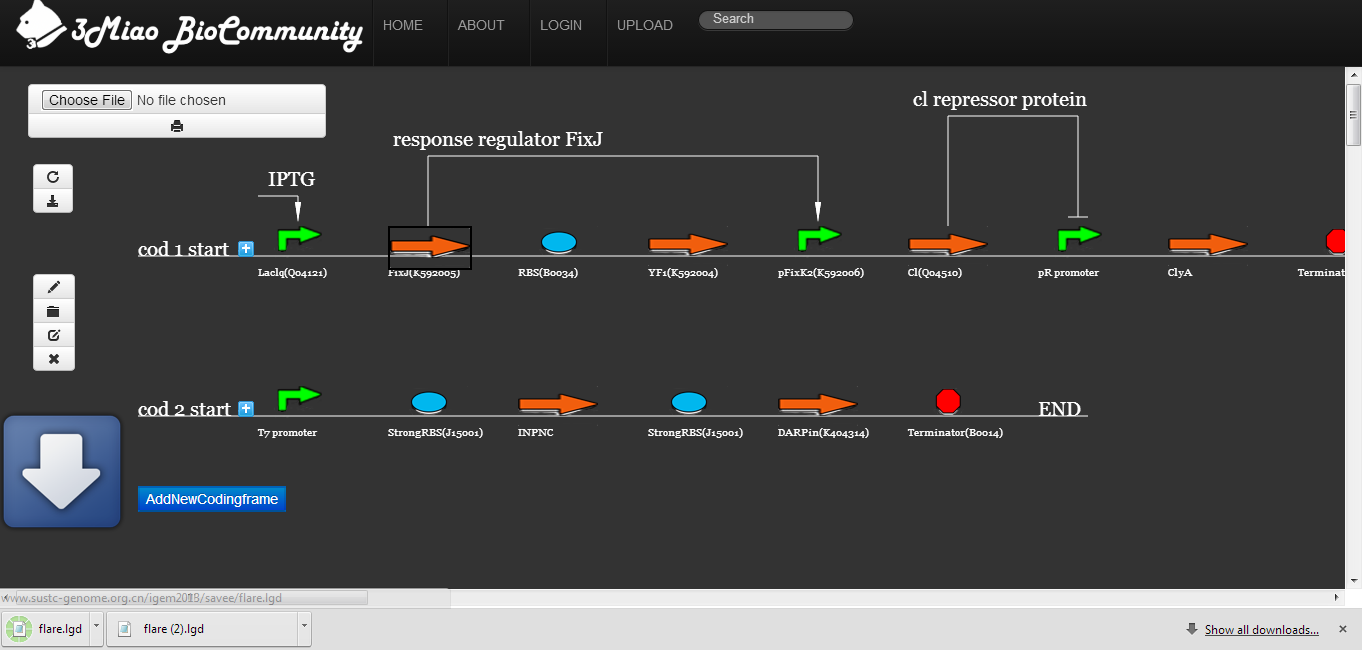 3Miao BioCommunity
HOME ABOUT LOGIN UPLOAD Search
Choose File No file chosen
cl repressor protein
response regulator FixJ
IPTG
cod 1 start
LacIq(Q04121) FixJ(K592005) RBS(B0034) YF1(K592004) pFixK2(K592006) Cl(Q04510) pR promoter ClyA Terminat
cod 2 start END
T7 promoter StrongRBS(J15001) INPNC StrongRBS(J15001) DARPin(K404314) Terminator(B0014)
AddNewCodingframe
www.sustc-genome.org.cn/igem2013/savee/flare.lgd
flare.lgd flare (2).lgd Show all downloads...